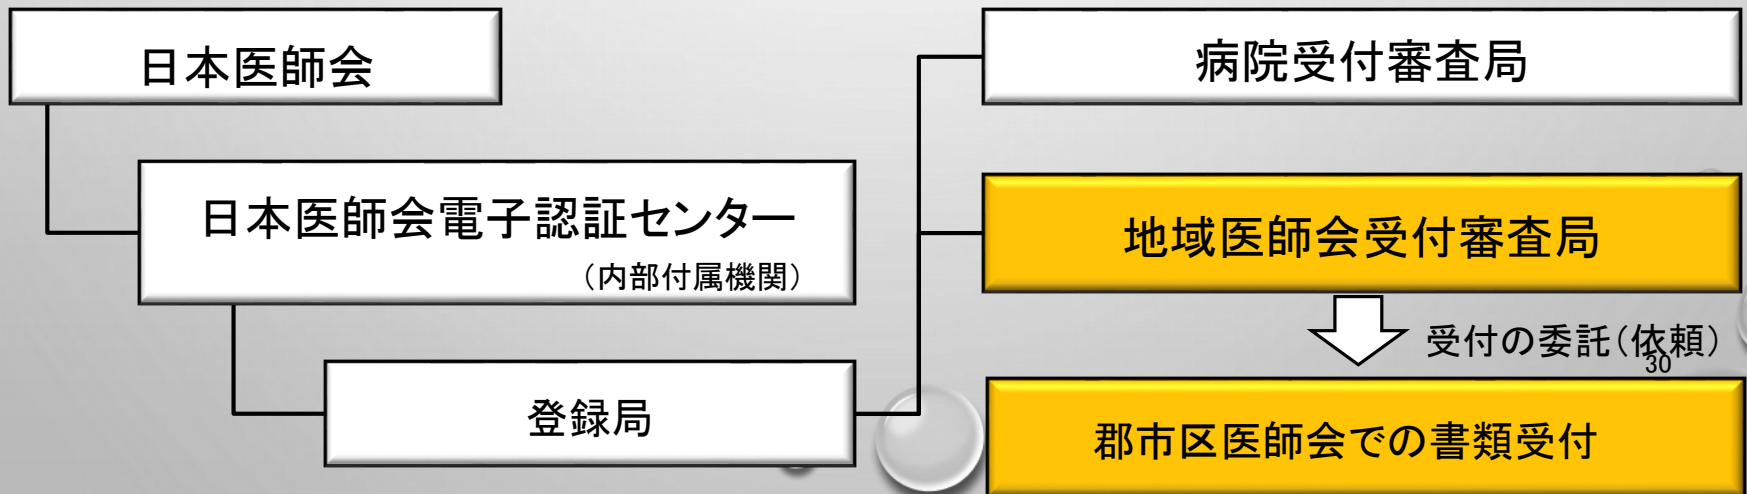 日本医師会
日本医師会電子認証センター
（内部付属機関）
登録局
病院受付審査局
地域医師会受付審査局
受付の委託（依頼）
30
郡市区医師会での書類受付